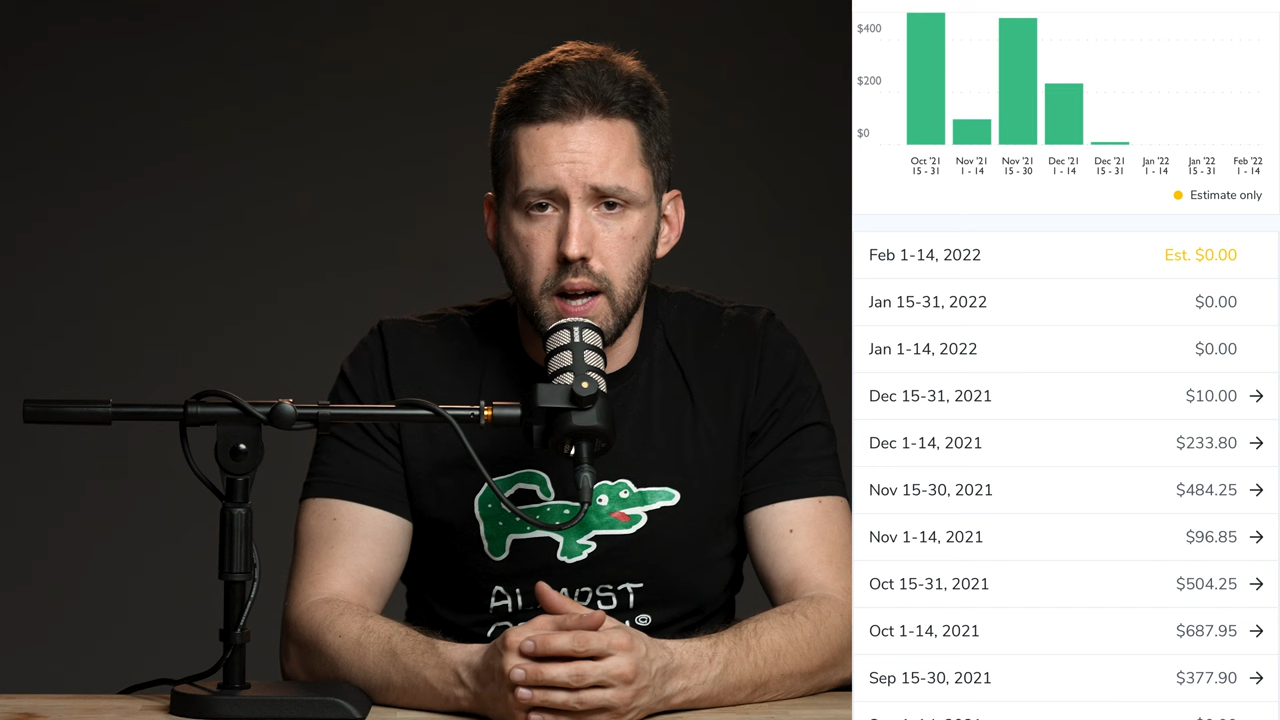 $400
$200
$0
Oct '21 Nov '21 Nov '21 Dec '21 Dec '21 Jan '22 Jan '22 Feb '22
15 - 31 1 - 14 15 - 30 1 - 14 15 - 31 1 - 14 15 - 31 1 - 14
Estimate only
Feb 1-14, 2022 Est. $0.00
Jan 15-31, 2022 $0.00
Jan 1-14, 2022 $0.00
Dec 15-31, 2021 $10.00 →
Dec 1-14, 2021 $233.80 →
Nov 15-30, 2021 $484.25 →
Nov 1-14, 2021 $96.85 →
Oct 15-31, 2021 $504.25 →
Oct 1-14, 2021 $687.95 →
Sep 15-30, 2021 $377.90 →
RØDE
ALMOST